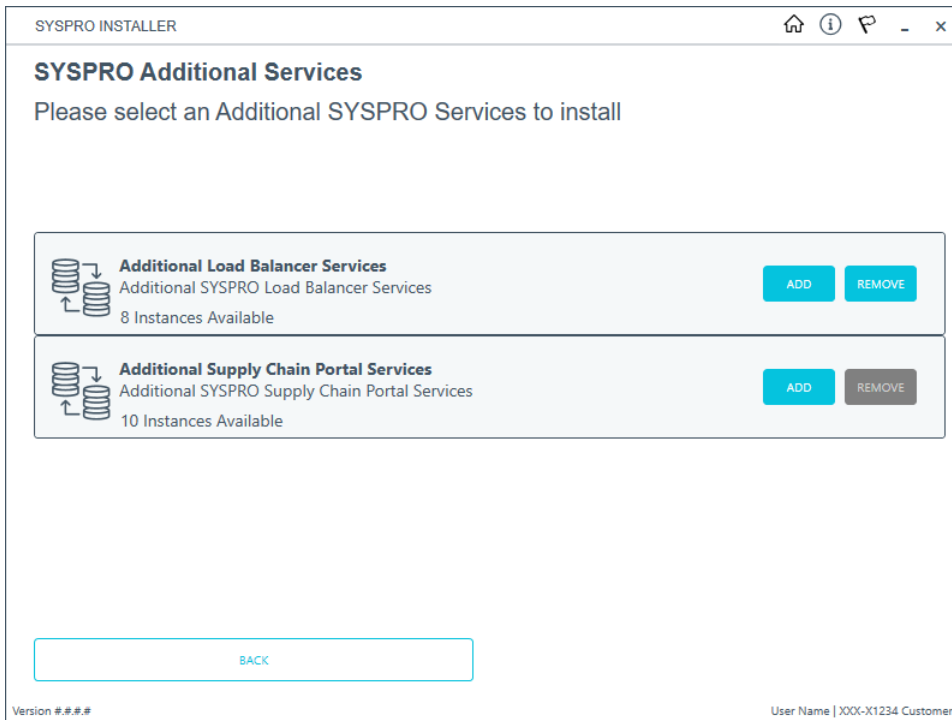 SYSPRO INSTALLER
SYSPRO Additional Services
Please select an Additional SYSPRO Services to install
Additional Load Balancer Services
Additional SYSPRO Load Balancer Services
8 Instances Available
ADD
REMOVE
Additional Supply Chain Portal Services
Additional SYSPRO Supply Chain Portal Services
10 Instances Available
ADD
REMOVE
BACK
Version #.#.#.#
User Name | XXX-X1234 Customer